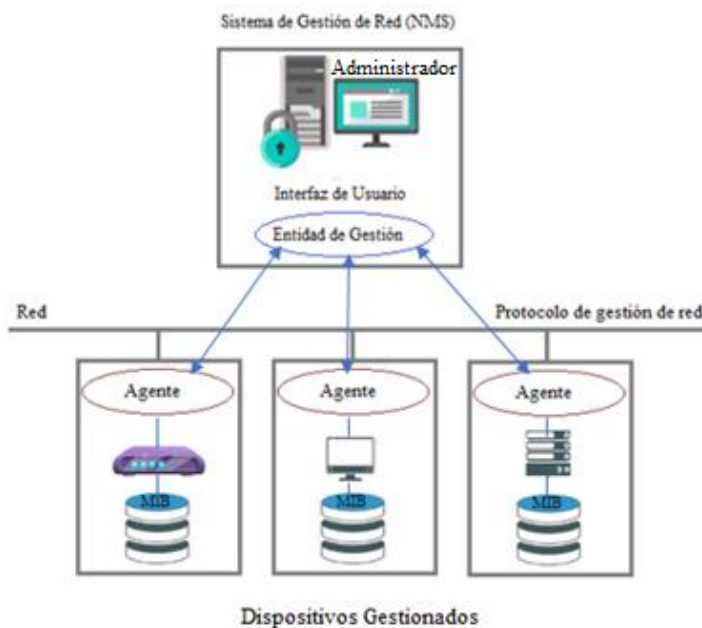 Sistema de Gestión de Red (NMS)
Administrador
Interfaz de Usuario
Entidad de Gestión
Red
Protocolo de gestión de red
Agente
Agente
Agente
MIB
MIB
MIB
Dispositivos Gestionados